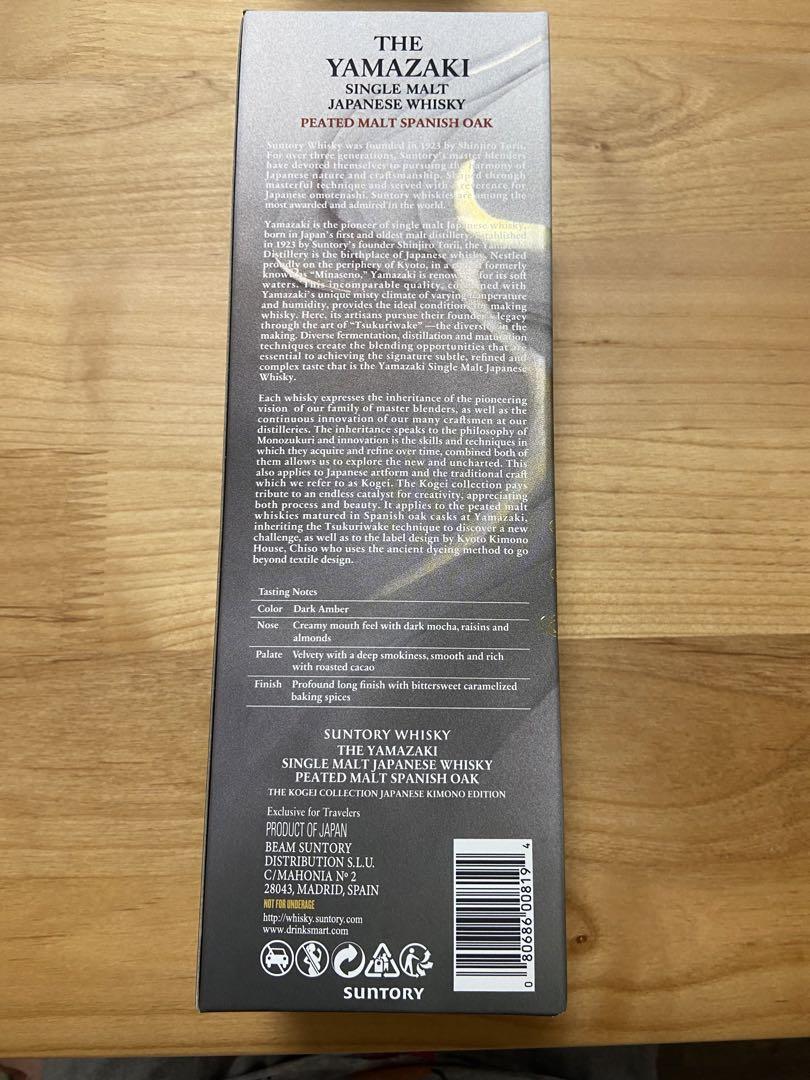 THE
YAMAZAKI
SINGLE MALT
JAPANESE WHISKY
PEATED MALT SPANISH OAK
Suntory Whisky was founded in 1923 by Shinjiro Torii.
For over three generations, Suntory's master blenders
have devoted themselves to pursuing the harmony of
Japanese nature and craftsmanship. Shaped through
masterful technique and served with a reverence for
Japanese omotenashi, Suntory whiskies are among the
most awarded and admired in the world.
Yamazaki is the pioneer of single malt Japanese whisky,
born in Japan's first and oldest malt distillery. Established
in 1923 by Suntory's founder Shinjiro Torii, the Yamazaki
Distillery is the birthplace of Japanese whisky. Nestled
proudly on the periphery of Kyoto, in a formerly
known as "Minaseno," Yamazaki is renowned for its soft
waters. This incomparable quality, combined with
Yamazaki's unique misty climate of varying temperature
and humidity, provides the ideal conditions for making
whisky. Here, its artisans pursue their founder's legacy
through the art of "Tsukuriwake" —the diversity in the
making. Diverse fermentation, distillation and maturation
techniques create the blending opportunities that are
essential to achieving the signature subtle, refined and
complex taste that is the Yamazaki Single Malt Japanese
Whisky.
Each whisky expresses the inheritance of the pioneering
vision of our family of master blenders, as well as the
continuous innovation of our many craftsmen at our
distilleries. The inheritance speaks to the philosophy of
Monozukuri and innovation is the skills and techniques in
which they acquire and refine over time, combined both of
them allows us to explore the new and uncharted. This
also applies to Japanese artform and the traditional craft
which we refer to as Kogei. The Kogei collection pays
tribute to an endless catalyst for creativity, appreciating
both process and beauty. It applies to the peated malt
whiskies matured in Spanish oak casks at Yamazaki,
inheriting the Tsukuriwake technique to discover a new
challenge, as well as to the label design by Kyoto Kimono
House, Chiso who uses the ancient dyeing method to go
beyond textile design.
Tasting Notes
Color Dark Amber
Nose Creamy mouth feel with dark mocha, raisins and
almonds
Palate Velvety with a deep smokiness, smooth and rich
with roasted cacao
Finish Profound long finish with bittersweet caramelized
baking spices
SUNTORY WHISKY
THE YAMAZAKI
SINGLE MALT JAPANESE WHISKY
PEATED MALT SPANISH OAK
THE KOGEI COLLECTION JAPANESE KIMONO EDITION
Exclusive for Travelers
PRODUCT OF JAPAN
BEAM SUNTORY
DISTRIBUTION S.L.U.
C/MAHONIA Nº 2
28043, MADRID, SPAIN
NOT FOR UNDERAGE
http://whisky.suntory.com
www.drinksmart.com
0 80686 00819 4
SUNTORY